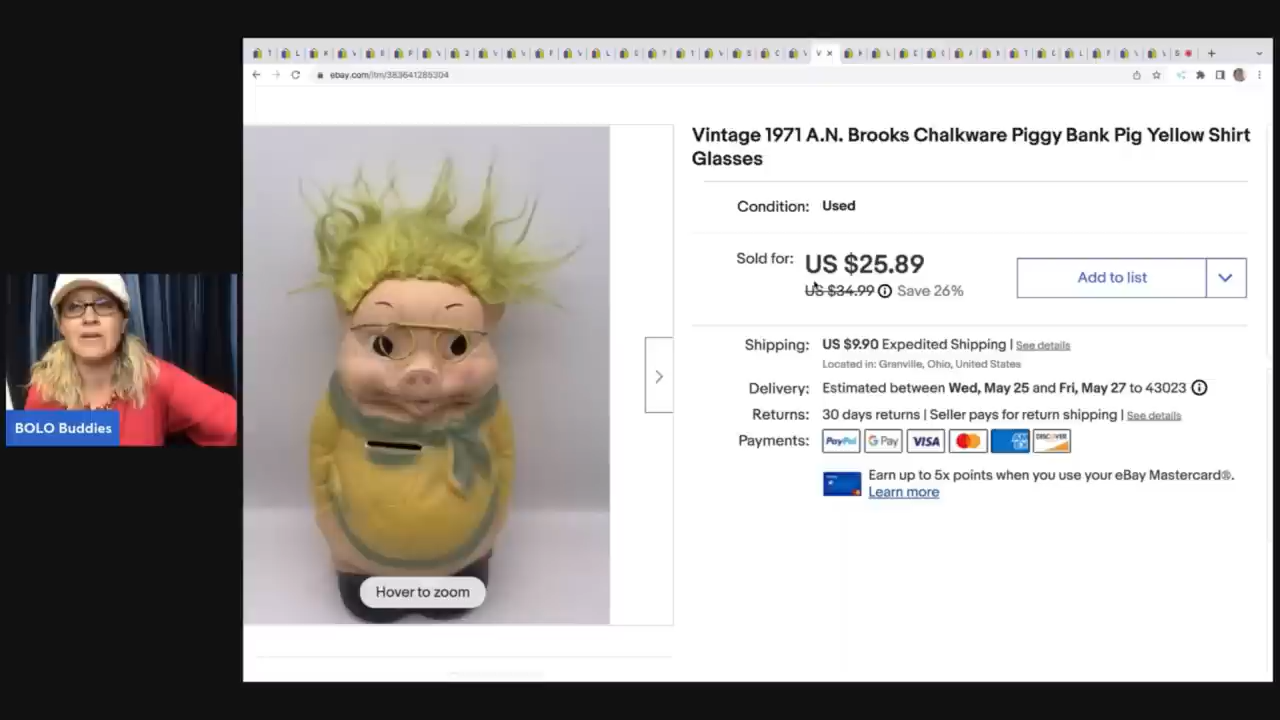 ebay.com/itm/383641285304
Vintage 1971 A.N. Brooks Chalkware Piggy Bank Pig Yellow Shirt
Glasses
Condition: Used
Sold for: US $25.89
US $34.99 Save 26%
Add to list
Shipping: US $9.90 Expedited Shipping | See details
Located in: Granville, Ohio, United States
Delivery: Estimated between Wed, May 25 and Fri, May 27 to 43023
Returns: 30 days returns | Seller pays for return shipping | See details
Payments: PayPal G Pay VISA DISCOVER
Earn up to 5x points when you use your eBay Mastercard®.
Learn more
Hover to zoom
BOLO Buddies